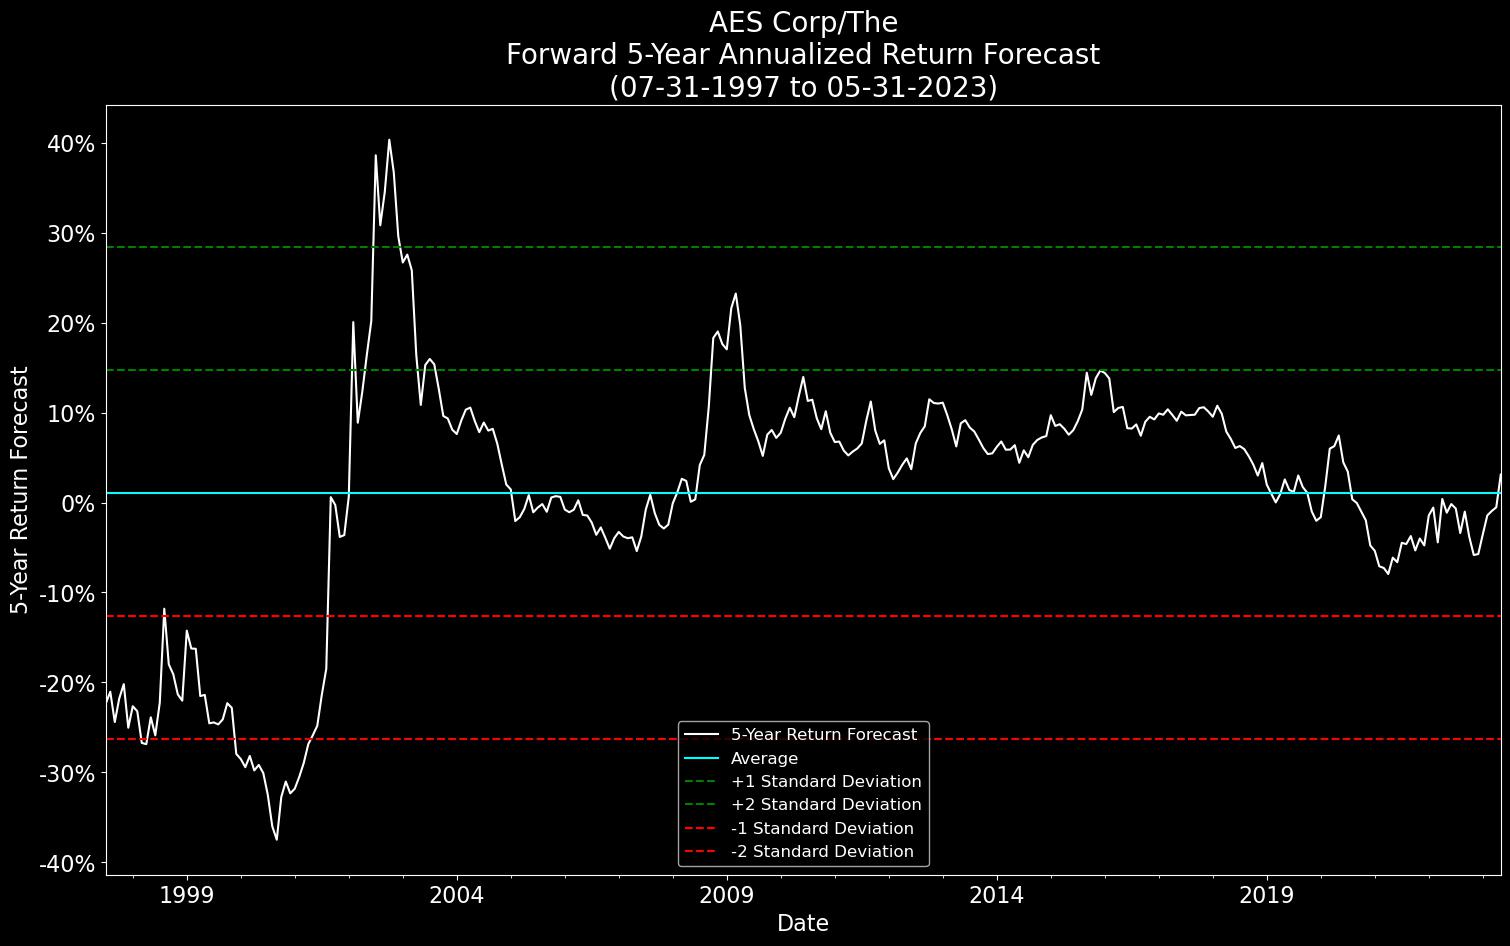 AES Corp/The
Forward 5-Year Annualized Return Forecast
(07-31-1997 to 05-31-2023)
5-Year Return Forecast
40%
30%
20%
10%
0%
-10%
-20%
-30%
-40%
5-Year Return Forecast
Average
+1 Standard Deviation
+2 Standard Deviation
-1 Standard Deviation
-2 Standard Deviation
1999
2004
2009
2014
2019
Date